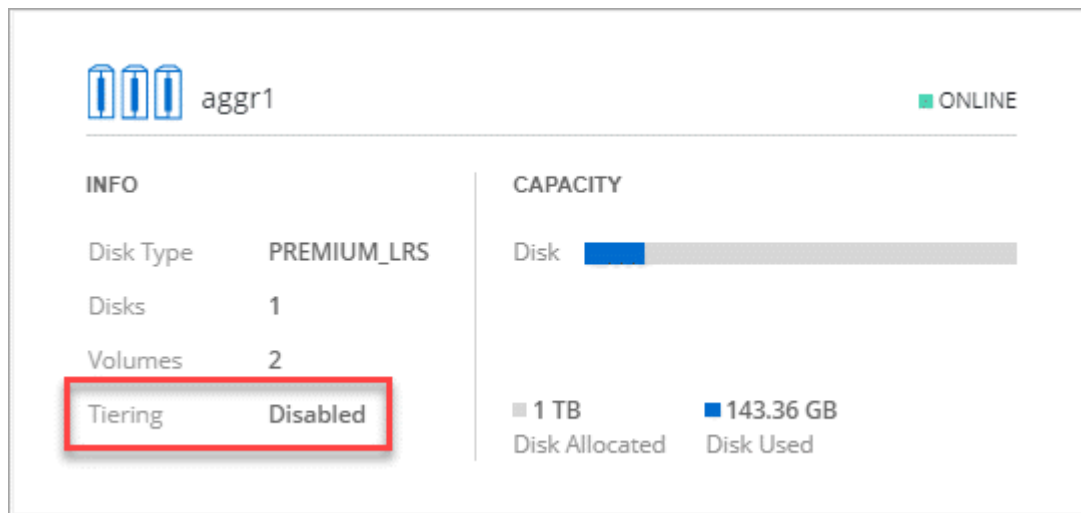 aggr1
ONLINE
INFO
Disk Type PREMIUM_LRS
Disks 1
Volumes 2
Tiering Disabled
CAPACITY
Disk
1 TB 143.36 GB
Disk Allocated Disk Used